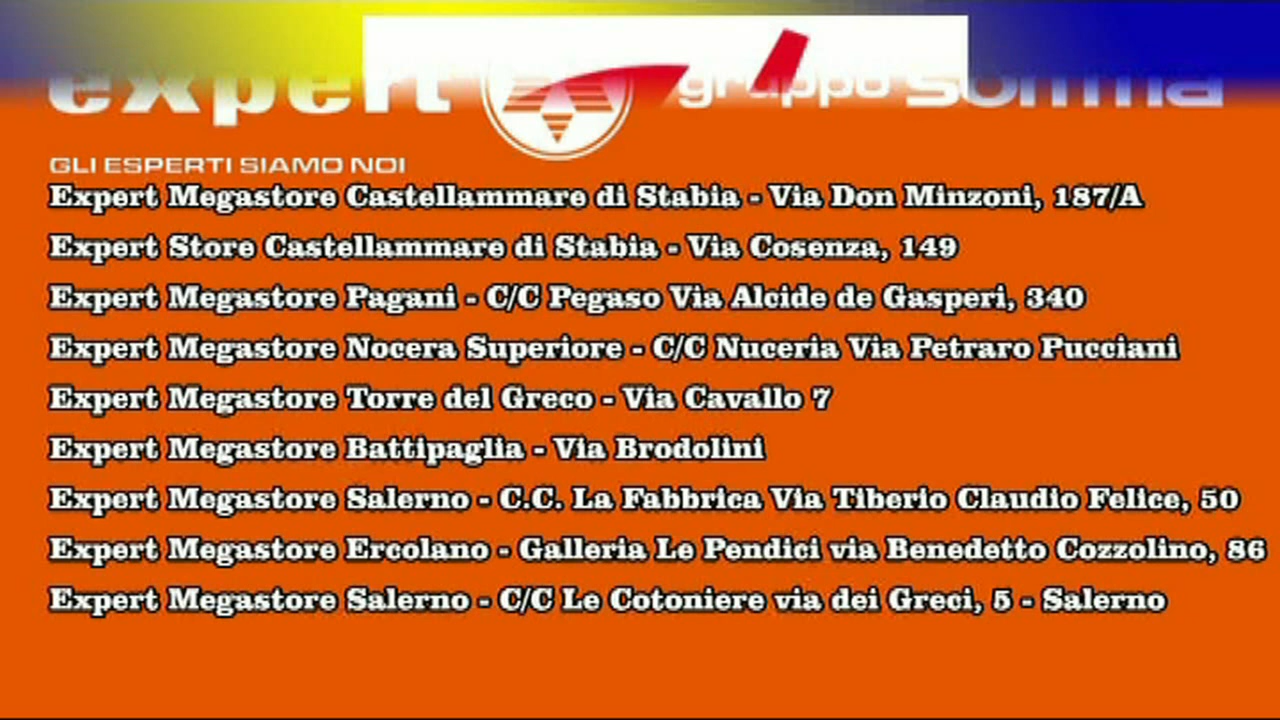 expert gruppo somma
GLI ESPERTI SIAMO NOI
Expert Megastore Castellammare di Stabia - Via Don Minzoni, 187/A
Expert Store Castellammare di Stabia - Via Cosenza, 149
Expert Megastore Pagani - C/C Pegaso Via Alcide de Gasperi, 340
Expert Megastore Nocera Superiore - C/C Nuceria Via Petraro Pucciani
Expert Megastore Torre del Greco - Via Cavallo 7
Expert Megastore Battipaglia - Via Brodolini
Expert Megastore Salerno - C.C. La Fabbrica Via Tiberio Claudio Felice, 50
Expert Megastore Ercolano - Galleria Le Pendici via Benedetto Cozzolino, 86
Expert Megastore Salerno - C/C Le Cotoniere via dei Greci, 5 - Salerno